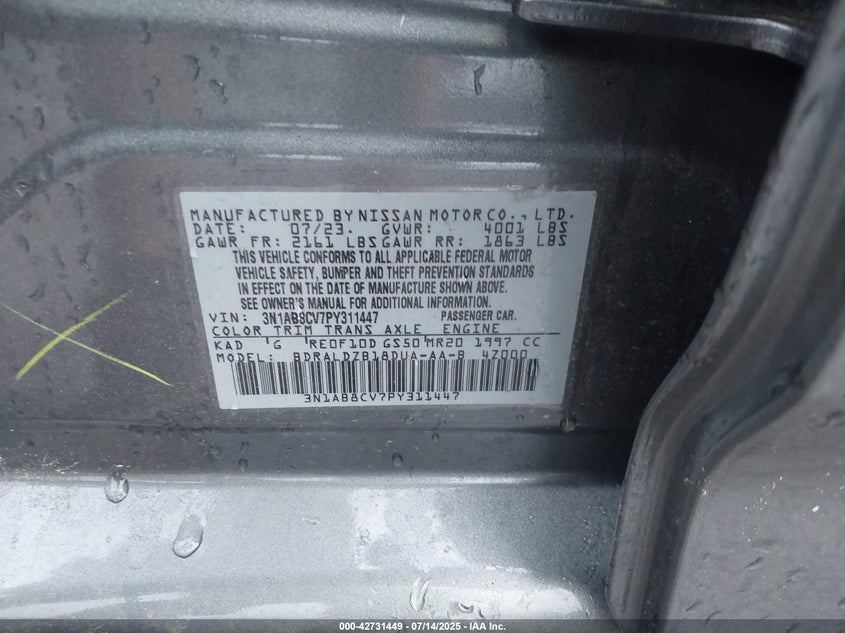 MANUFACTURED BY NISSAN MOTOR CO., LTD.
DATE: 07/23. GVWR: 4001 LBS
GAWR FR: 2161 LBS GAWR RR: 1863 LBS
THIS VEHICLE CONFORMS TO ALL APPLICABLE FEDERAL MOTOR
VEHICLE SAFETY, BUMPER AND THEFT PREVENTION STANDARDS
IN EFFECT ON THE DATE OF MANUFACTURE SHOWN ABOVE.
SEE OWNER'S MANUAL FOR ADDITIONAL INFORMATION.
VIN: 3N1AB8CV7PY311447 PASSENGER CAR.
COLOR TRIM TRANS AXLE ENGINE
KAD G RE0F10D GS50 MR20 1997 CC
MODEL: BDRALDZB18DUA-AA-B 4Z000
3N1AB8CV7PY311447
000-42731449 - 07/14/2025 - IAA Inc.